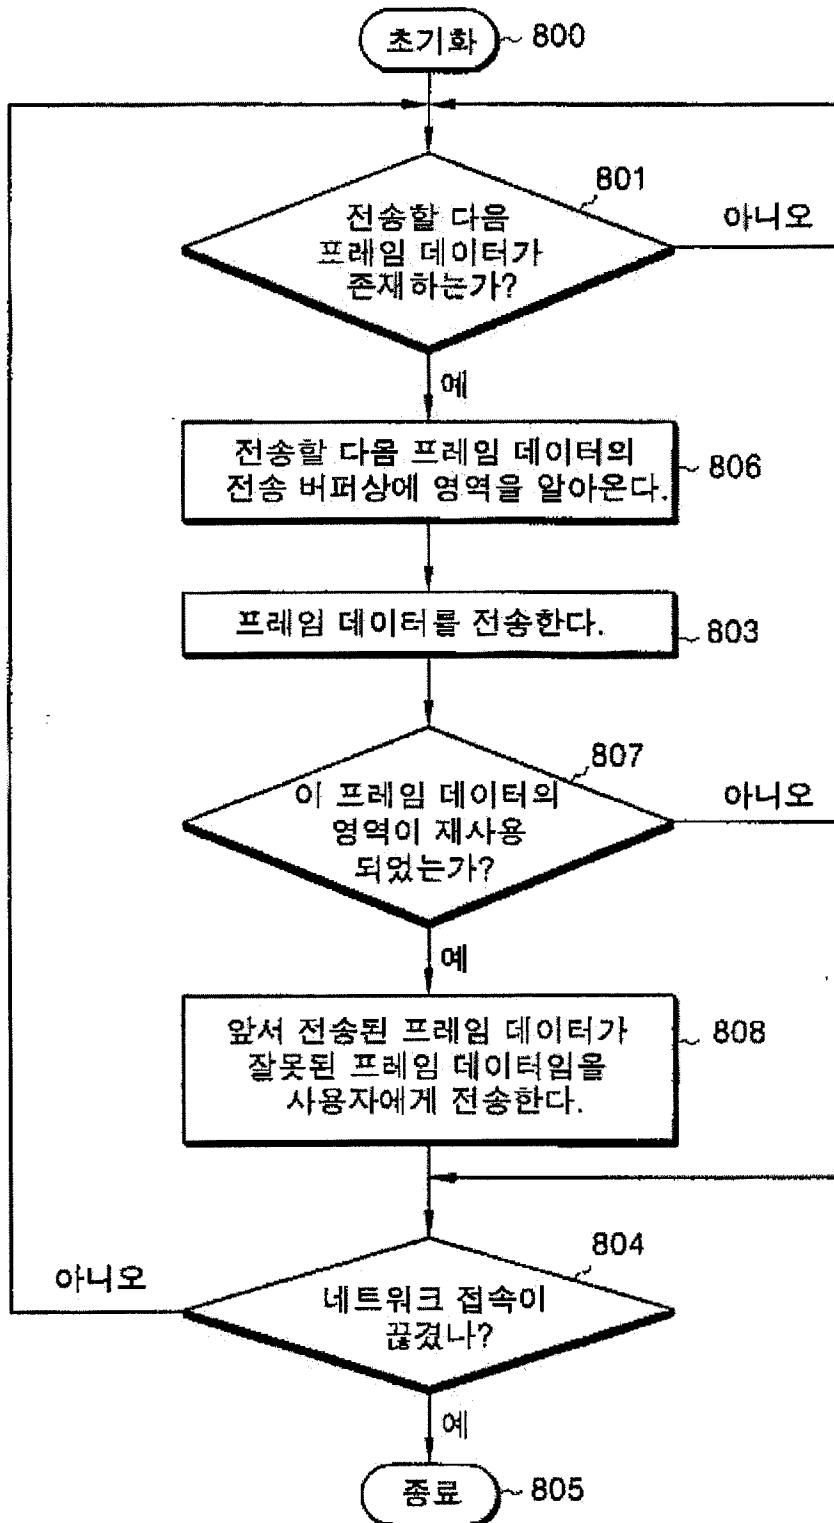 초기화
800
801
전송할 다음
프레임 데이터가
존재하는가?
아니오
예
전송할 다몸 프레임 데이터의
전송 버퍼상에 영역을 알아온다.
806
프레임 데이터를 전송한다.
803
807
이 프레임 데이터의
영역이 재사용
되었는가?
아니오
예
앞서 전송된 프레임 데이터가
잘못된 프레임 데이터임을
사용자에게 전송한다.
808
804
네트워크 접속이
끊겼나?
아니오
예
종료
805